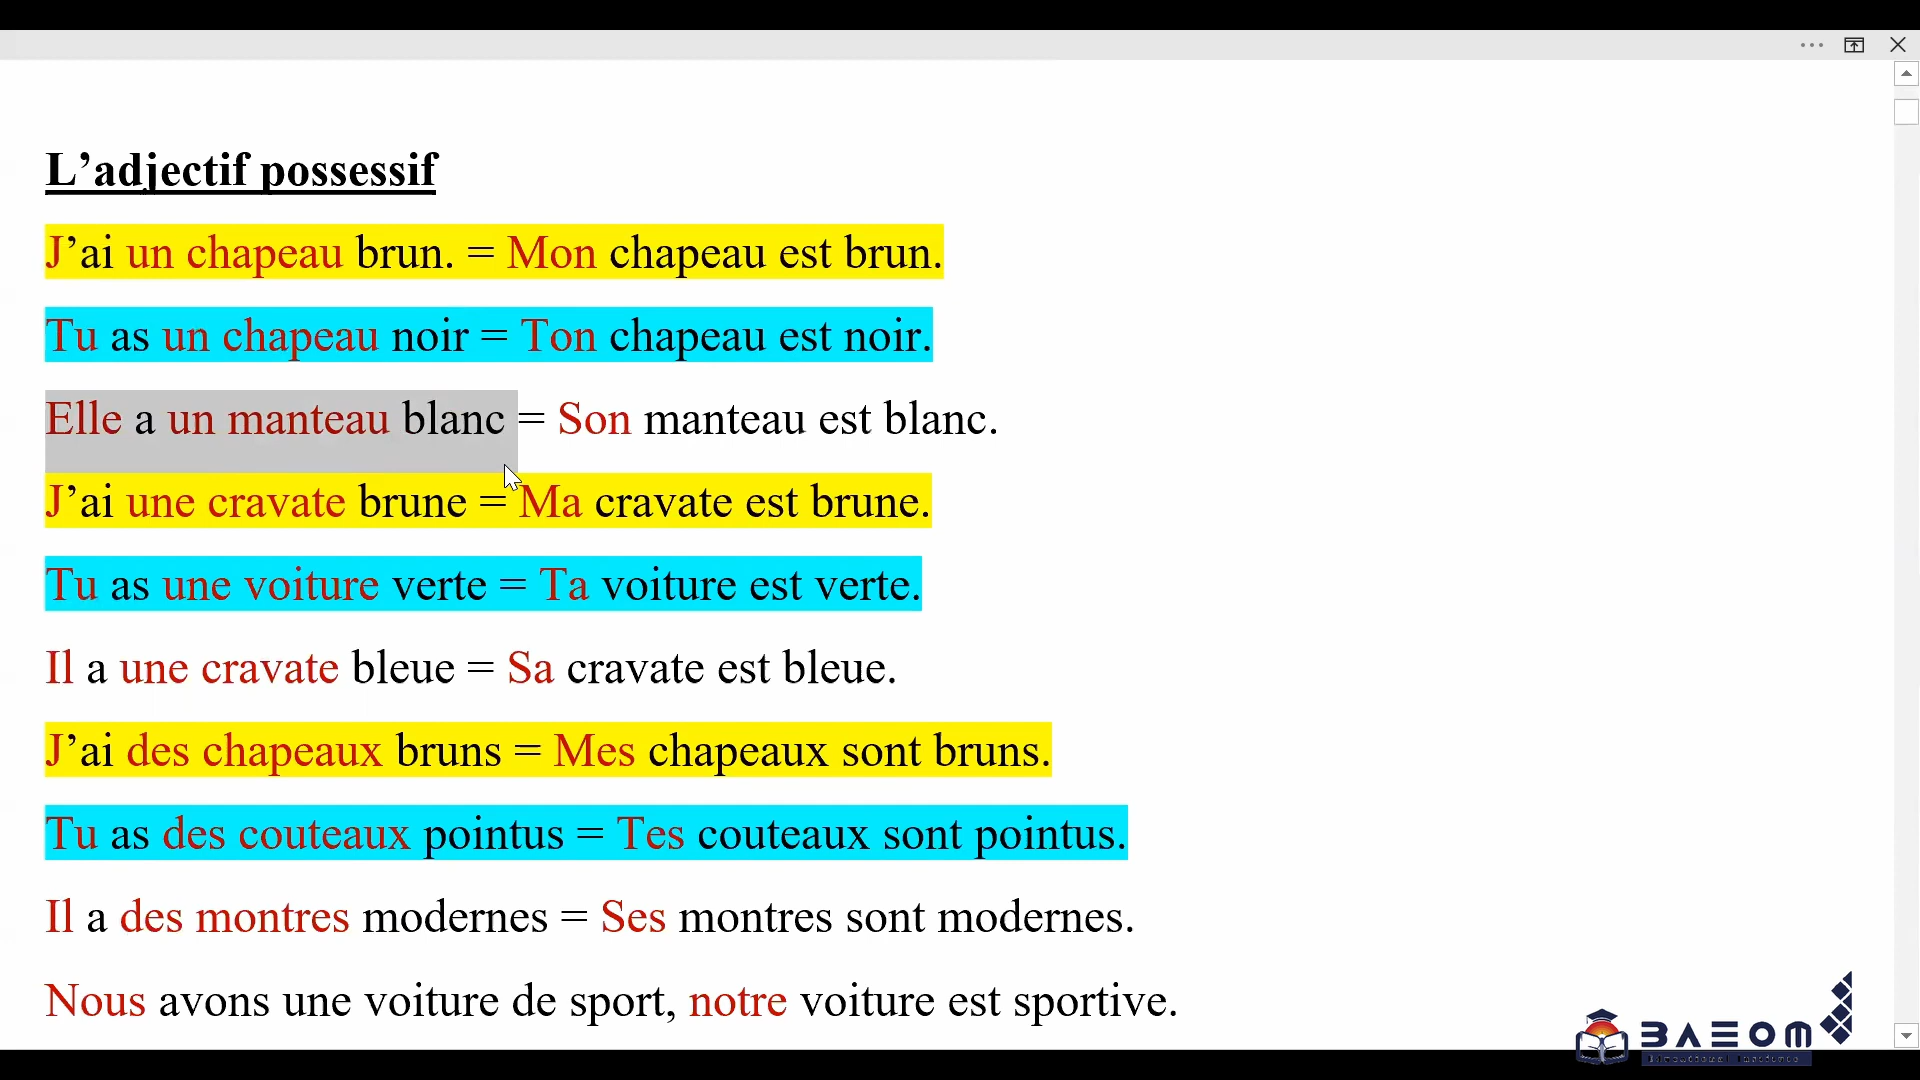 L’adjectif possessif
J’ai un chapeau brun. = Mon chapeau est brun.
Tu as un chapeau noir = Ton chapeau est noir.
Elle a un manteau blanc = Son manteau est blanc.
J’ai une cravate brune = Ma cravate est brune.
Tu as une voiture verte = Ta voiture est verte.
Il a une cravate bleue = Sa cravate est bleue.
J’ai des chapeaux bruns = Mes chapeaux sont bruns.
Tu as des couteaux pointus = Tes couteaux sont pointus.
Il a des montres modernes = Ses montres sont modernes.
Nous avons une voiture de sport, notre voiture est sportive.
Educational Institute